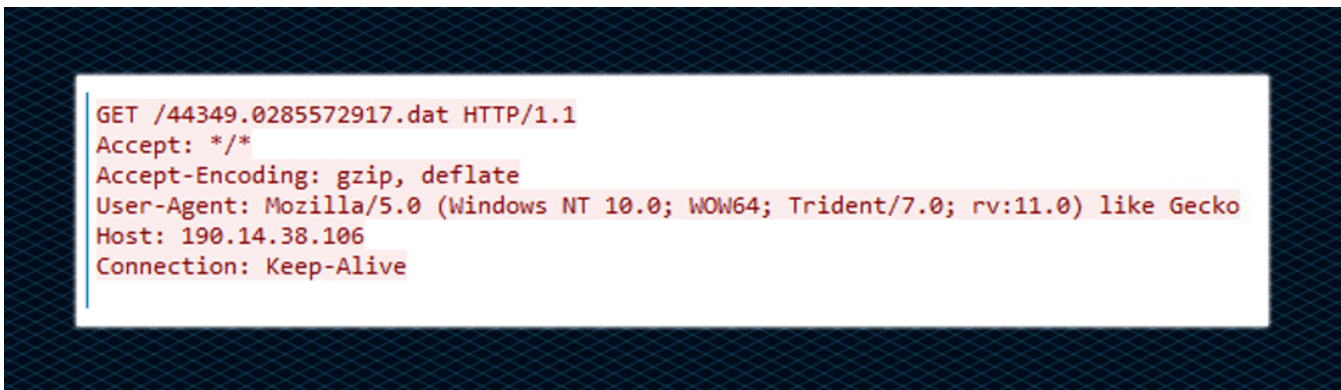 GET /44349.0285572917.dat HTTP/1.1
Accept: */*
Accept-Encoding: gzip, deflate
User-Agent: Mozilla/5.0 (Windows NT 10.0; WOW64; Trident/7.0; rv:11.0) like Gecko
Host: 190.14.38.106
Connection: Keep-Alive